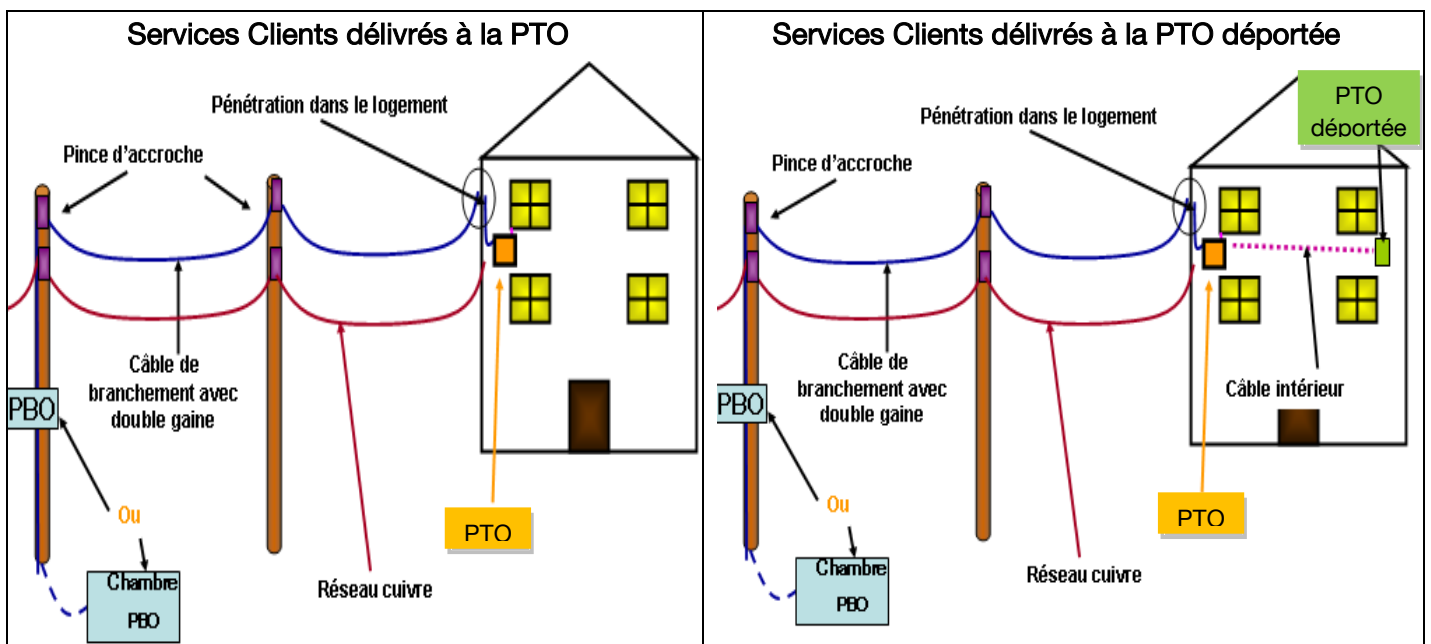 Services Clients délivrés à la PTO
Pénétration dans le logement
Pince d'accroche
Câble de
branchement avec
double gaine
PBO
Ou
PTO
Chambre
PBO
Réseau cuivre
Services Clients délivrés à la PTO déportée
PTO
déportée
Pénétration dans le logement
Pince d'accroche
Câble de
branchement avec
double gaine
Câble intérieur
PBO
Ou
PTO
Chambre
PBO
Réseau cuivre